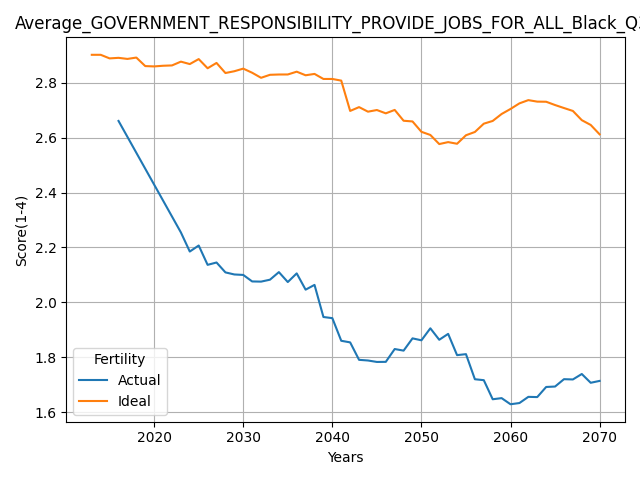 Average_GOVERNMENT_RESPONSIBILITY_PROVIDE_JOBS_FOR_ALL_Black_Q
2.8
2.6
2.4
2.2
2.0
1.8
1.6
Score(1-4)
Fertility
Actual
Ideal
2020 2030 2040 2050 2060 2070
Years